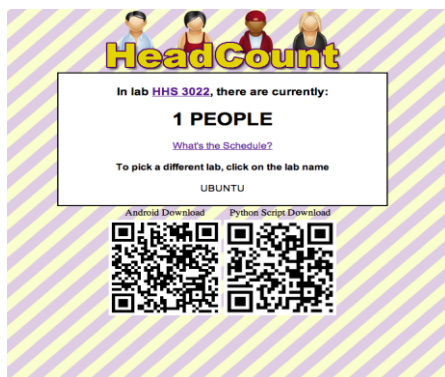 HeadCount
In lab HHS 3022, there are currently:
1 PEOPLE
What's the Schedule?
To pick a different lab, click on the lab name
UBUNTU
Android Download Python Script Download